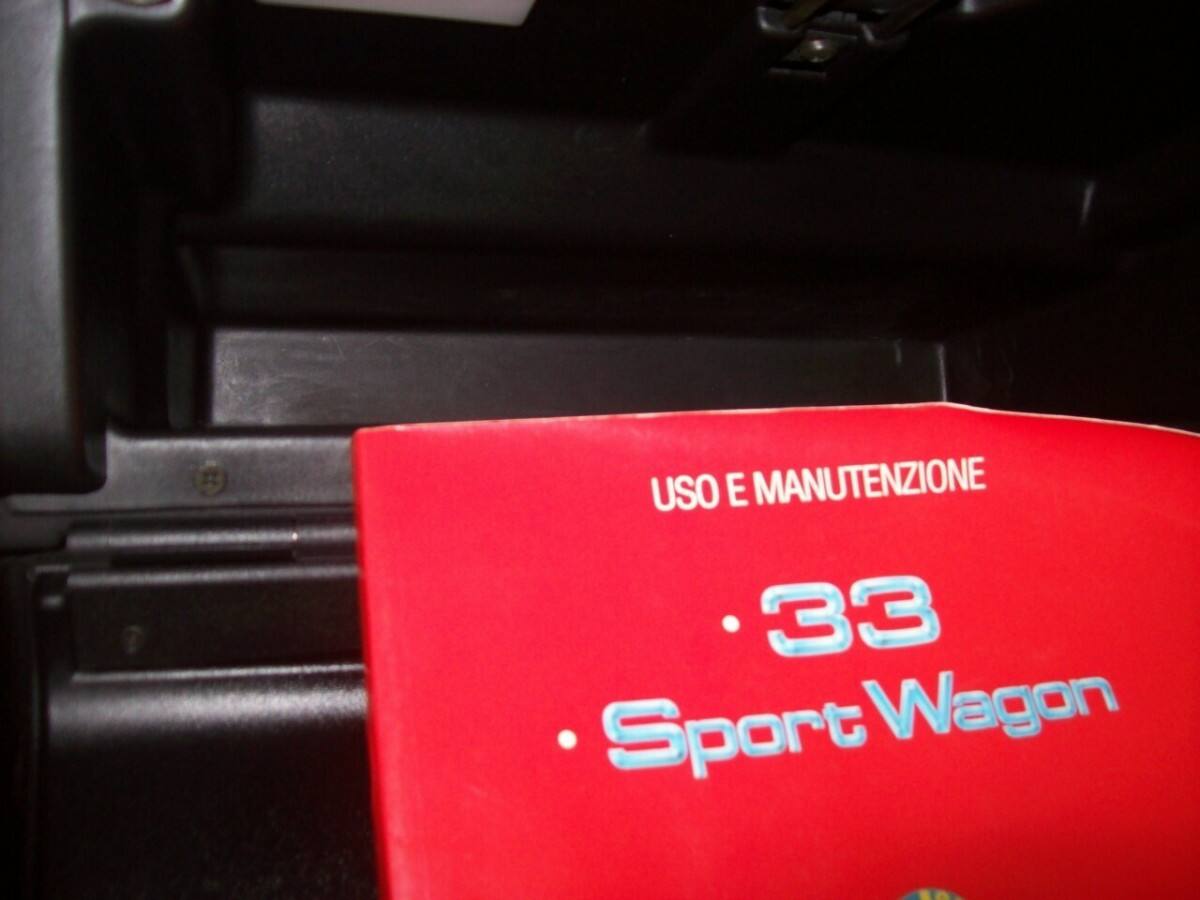 USO E MANUTENZIONE
• 33
• Sport Wagon